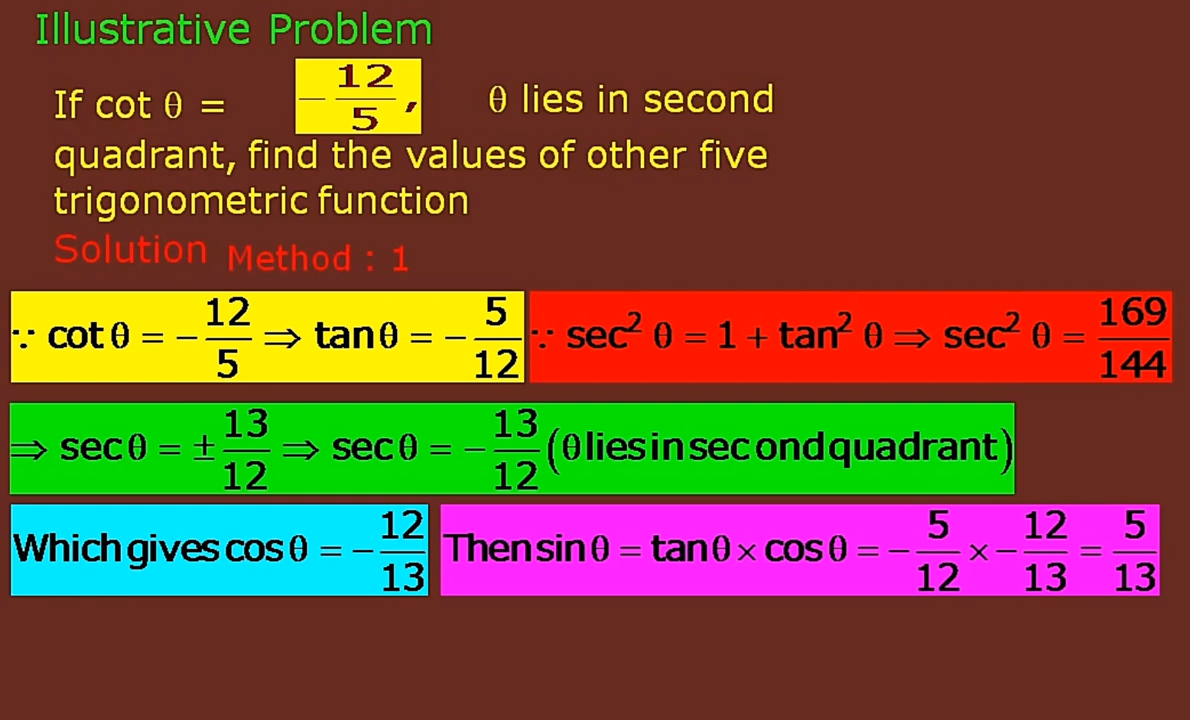 Illustrative Problem
If cot θ = −12/5, θ lies in second
quadrant, find the values of other five
trigonometric function
Solution Method : 1
∵ cot θ = −12/5 ⇒ tan θ = −5/12 ∵ sec² θ = 1 + tan² θ ⇒ sec² θ = 169/144
⇒ sec θ = ±13/12 ⇒ sec θ = −13/12 (θ lies in sec ond quadrant)
Which gives cos θ = −12/13 Then sin θ = tan θ × cos θ = −5/12 × −12/13 = 5/13